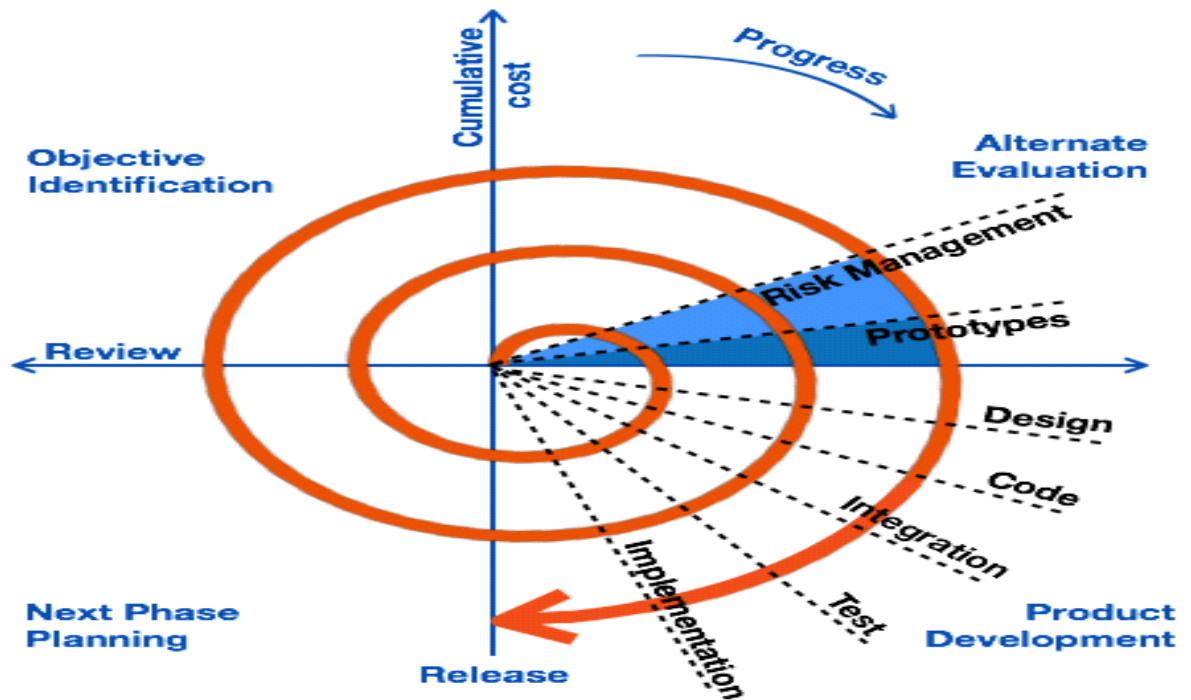 Cumulative
cost
Progress
Objective
Identification
Alternate
Evaluation
Risk Management
Prototypes
Review
Design
Code
Integration
Test
Implementation
Next Phase
Planning
Product
Development
Release